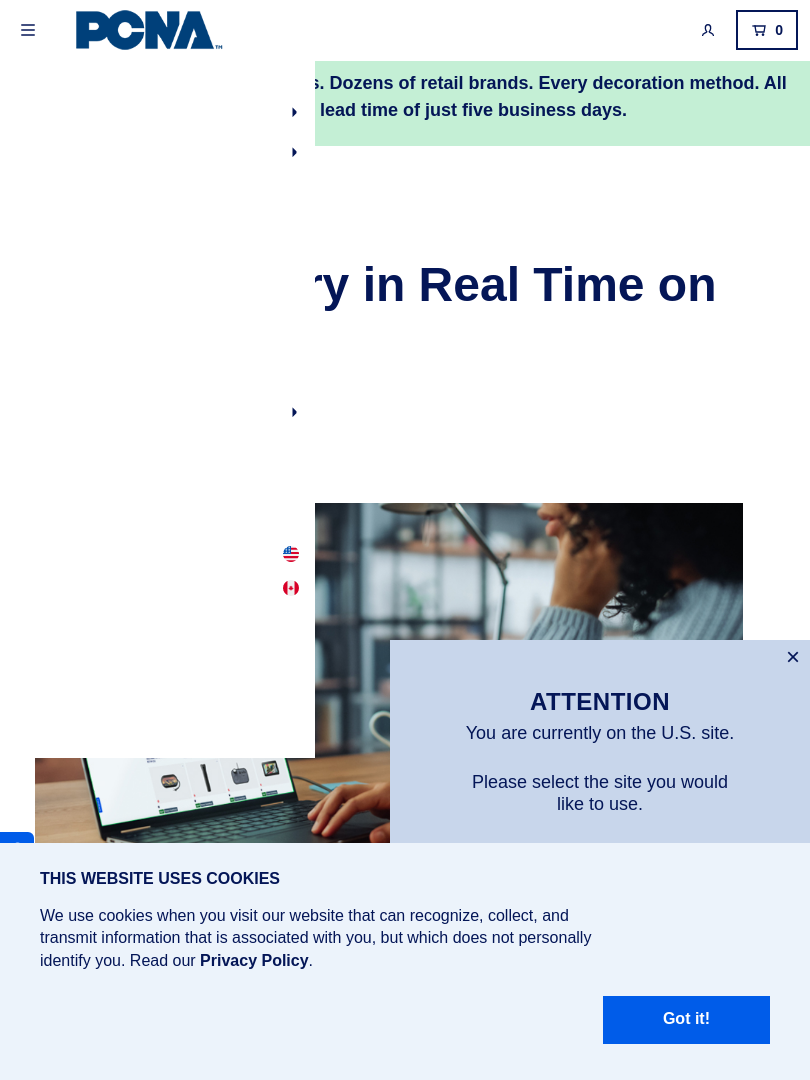 PCNA™
0
s. Dozens of retail brands. Every decoration method. All
lead time of just five business days.
ry in Real Time on
ATTENTION
You are currently on the U.S. site.
Please select the site you would
like to use.
THIS WEBSITE USES COOKIES
We use cookies when you visit our website that can recognize, collect, and
transmit information that is associated with you, but which does not personally
identify you. Read our Privacy Policy.
Got it!